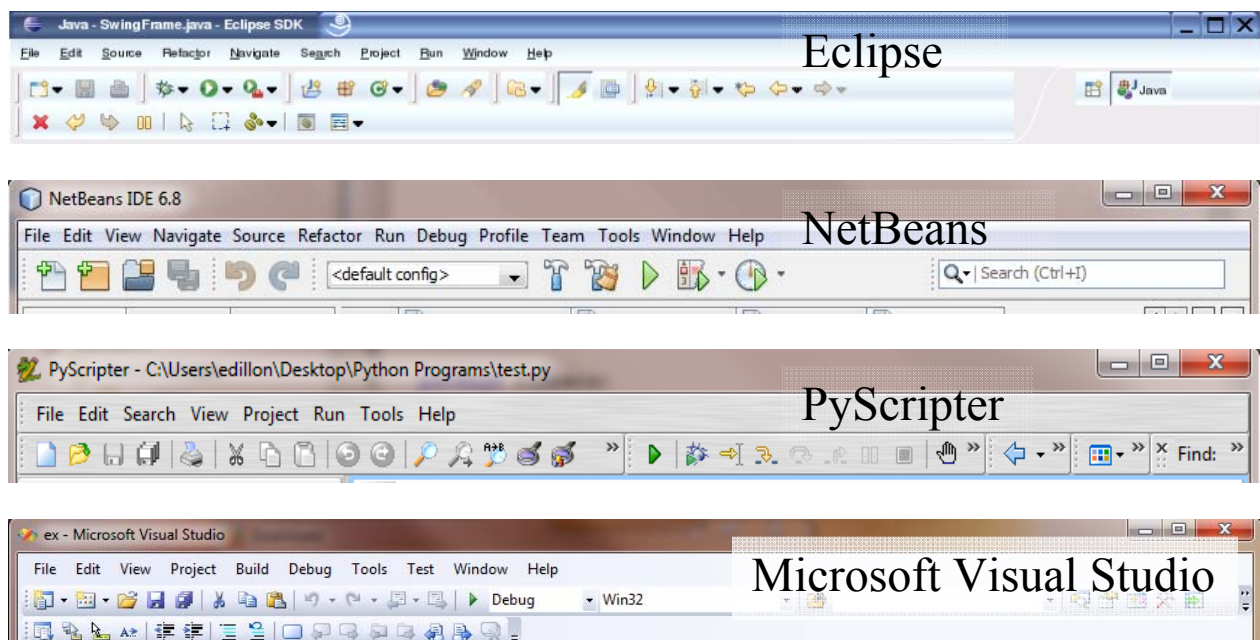 Java - SwingFrame.java - Eclipse SDK
Eclipse
File Edit Source Refactor Navigate Search Project Run Window Help
Java
NetBeans IDE 6.8
NetBeans
File Edit View Navigate Source Refactor Run Debug Profile Team Tools Window Help
<default config> Search (Ctrl+I)
PyScripter - C:\Users\edillon\Desktop\Python Programs\test.py
PyScripter
File Edit Search View Project Run Tools Help
Find:
ex - Microsoft Visual Studio
Microsoft Visual Studio
File Edit View Project Build Debug Tools Test Window Help
Debug Win32